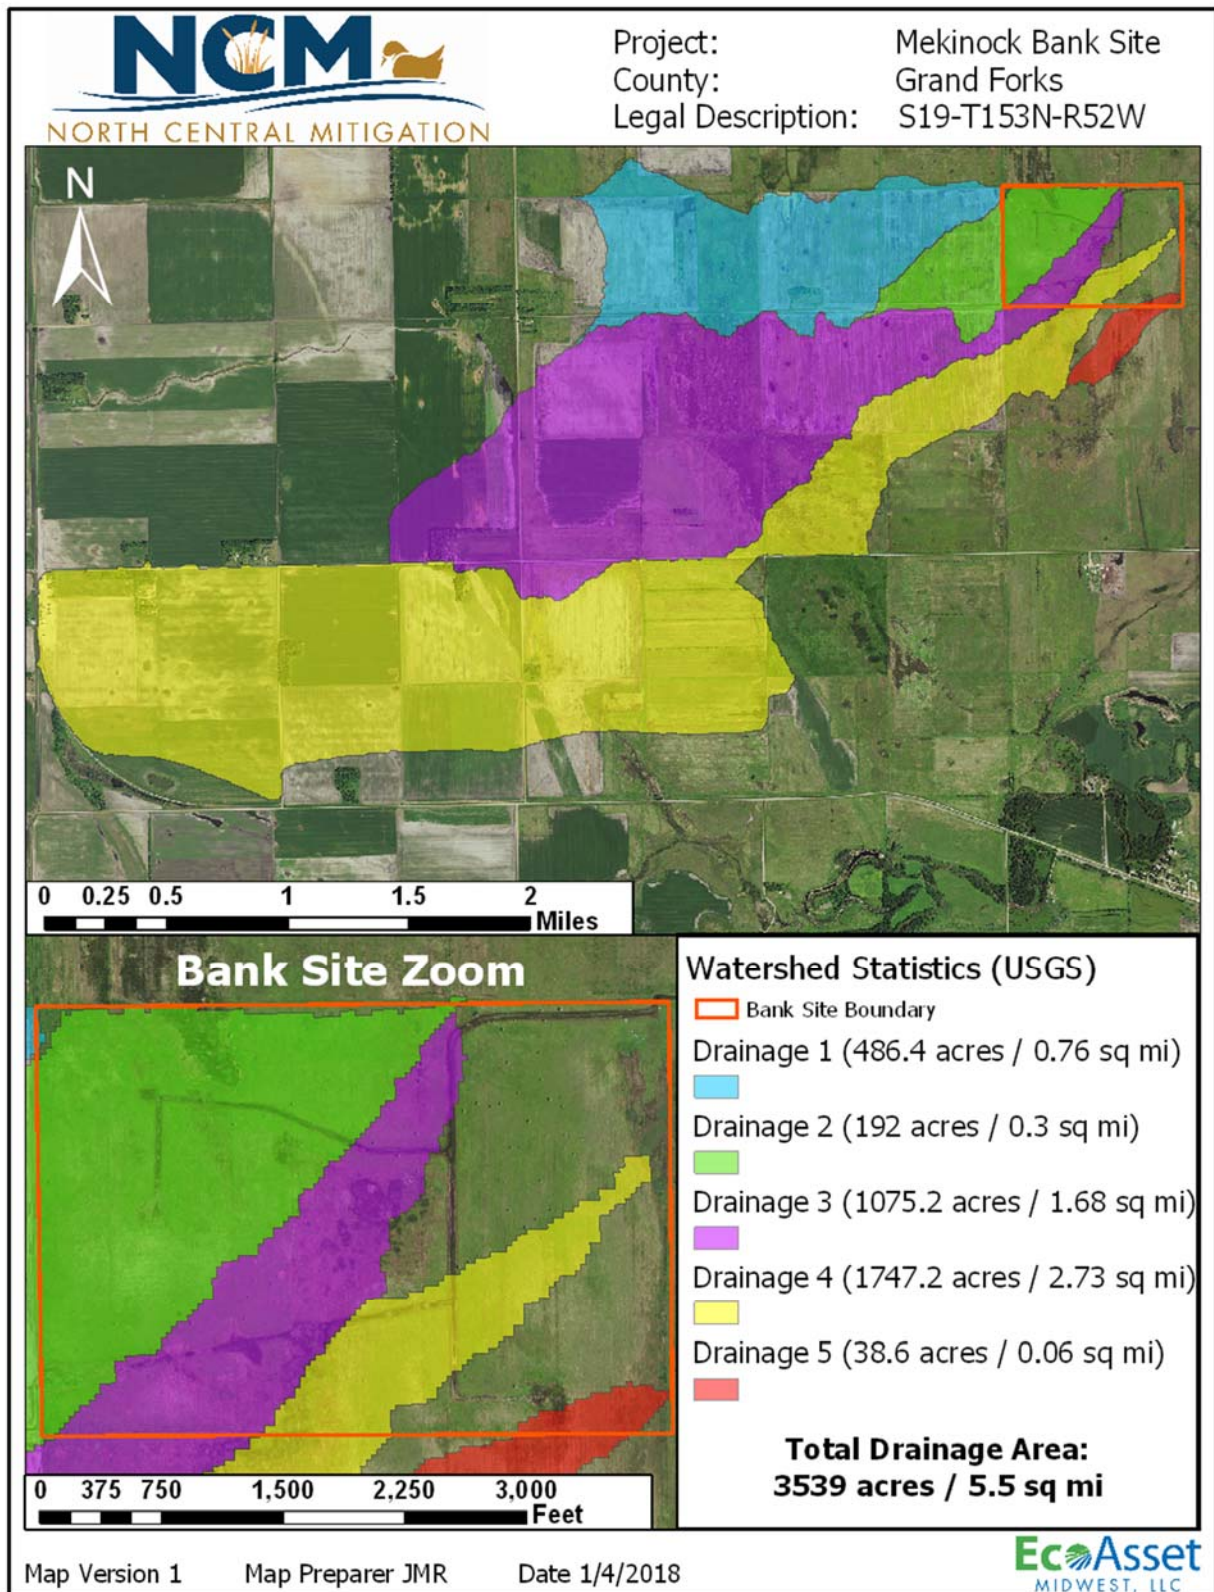 NCM
NORTH CENTRAL MITIGATION
Project: Mekinock Bank Site
County: Grand Forks
Legal Description: S19-T153N-R52W
N
0 0.25 0.5 1 1.5 2
Miles
Bank Site Zoom
0 375 750 1,500 2,250 3,000
Feet
Watershed Statistics (USGS)
Bank Site Boundary
Drainage 1 (486.4 acres / 0.76 sq mi)
Drainage 2 (192 acres / 0.3 sq mi)
Drainage 3 (1075.2 acres / 1.68 sq mi)
Drainage 4 (1747.2 acres / 2.73 sq mi)
Drainage 5 (38.6 acres / 0.06 sq mi)
Total Drainage Area:
3539 acres / 5.5 sq mi
Map Version 1 Map Preparer JMR Date 1/4/2018
EcoAsset
MIDWEST, LLC